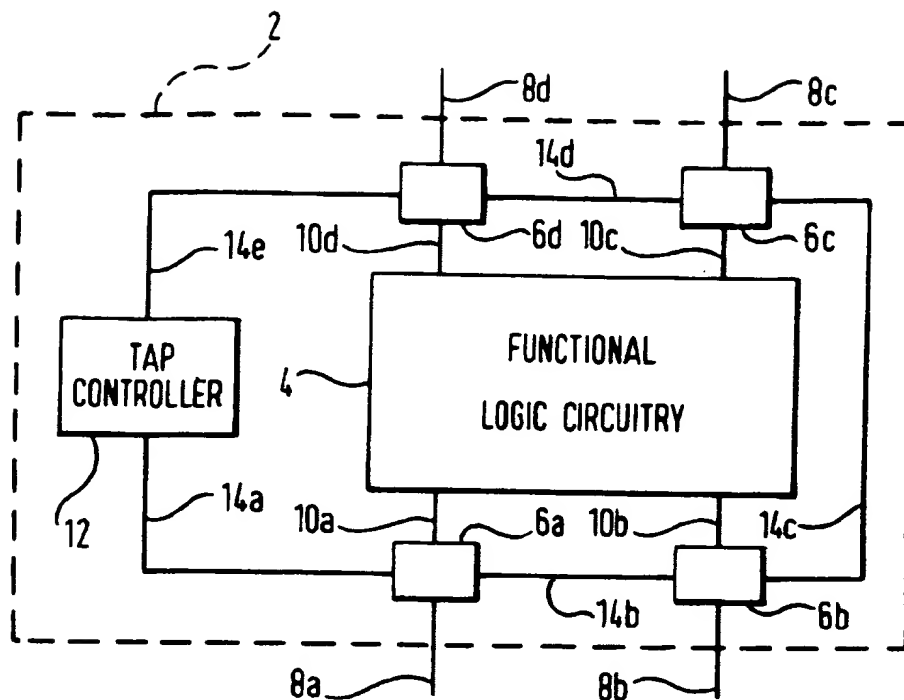 2
8d
8c
14d
10d
6d
10c
6c
14e
TAP
CONTROLLER
FUNCTIONAL
LOGIC CIRCUITRY
4
12
14a
10a
6a
10b
14c
14b
6b
8a
8b